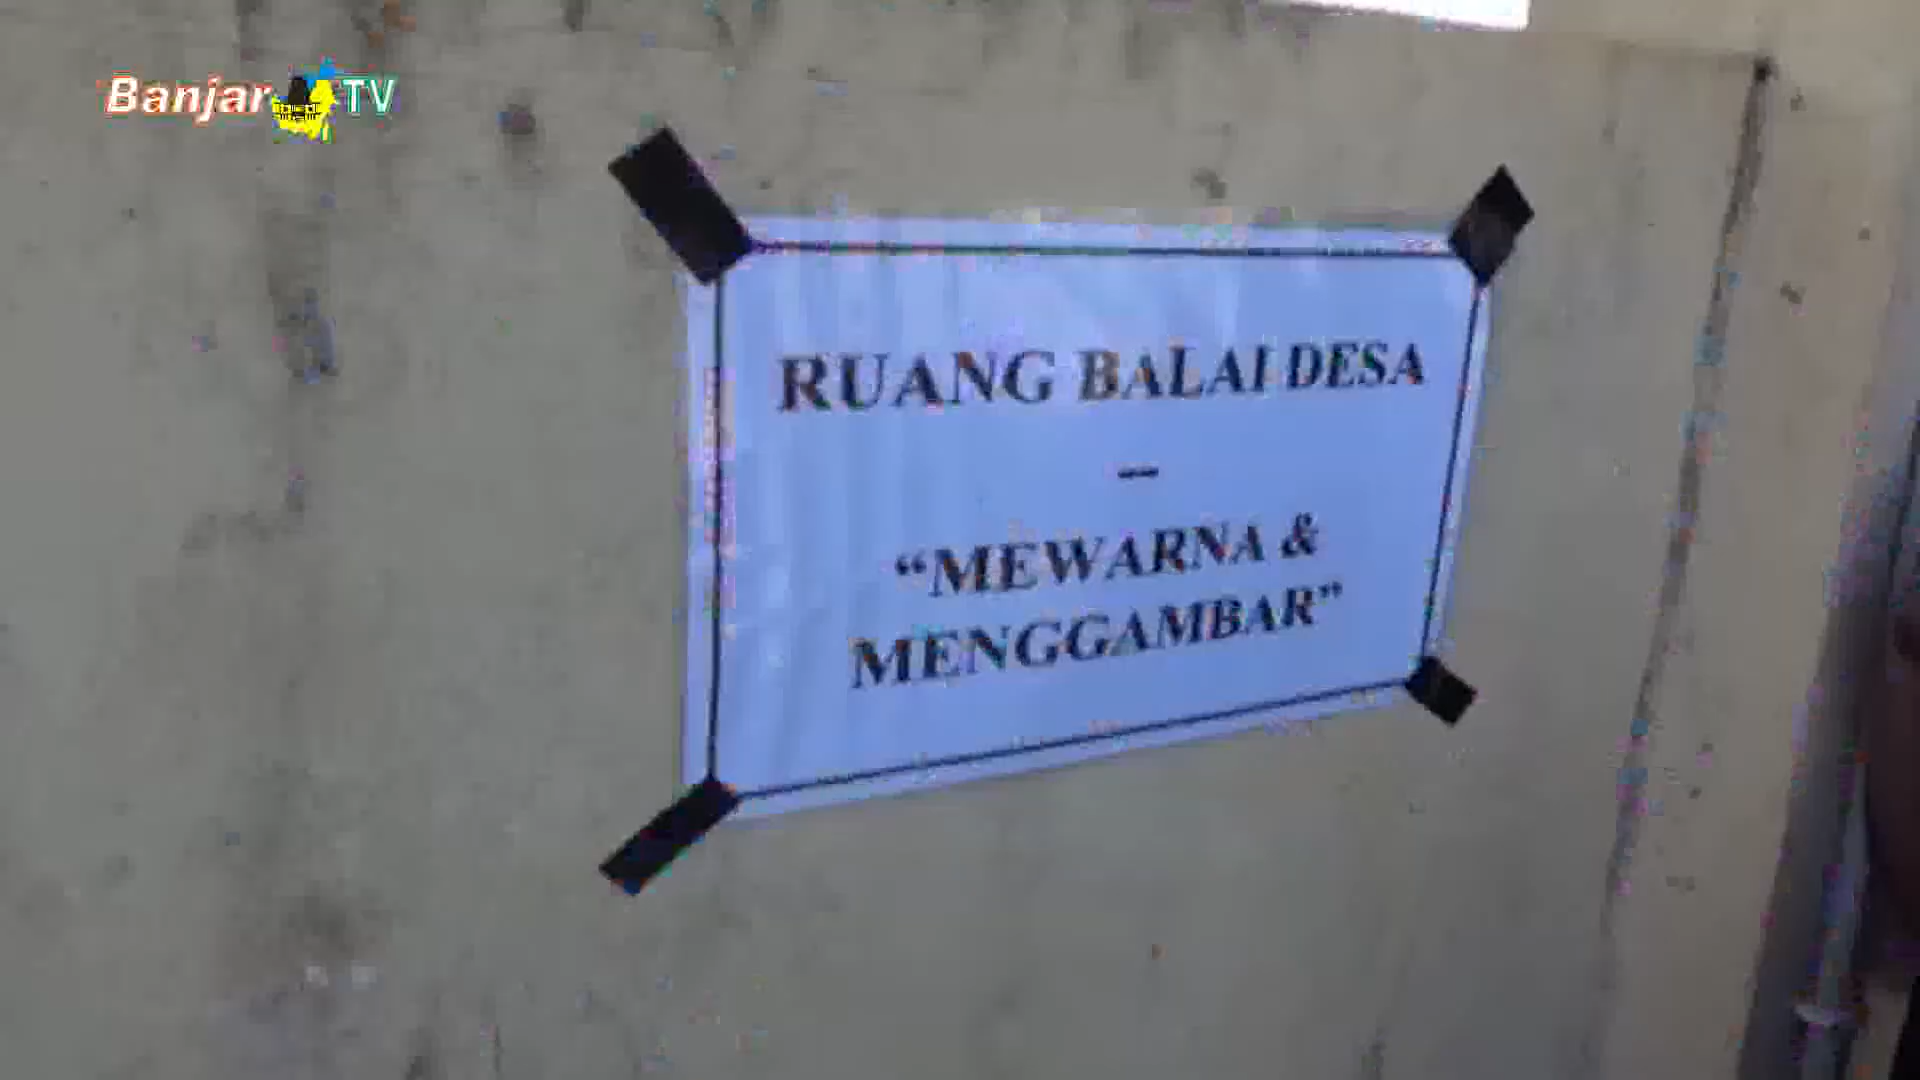 Banjar TV
RUANG BALAI DESA
–
“MEWARNA &
MENGGAMBAR”